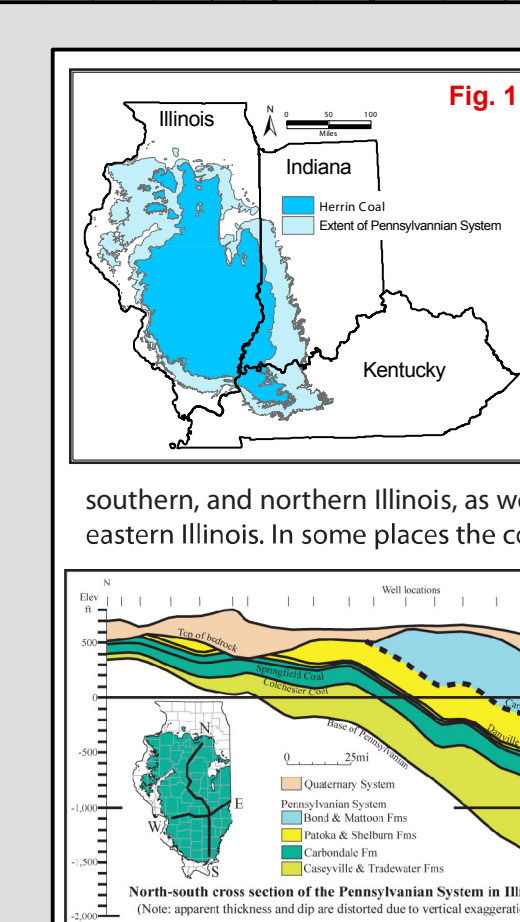 Fig. 1
N
0 50 100
Miles
Illinois
Indiana
Herrin Coal
Extent of Pennsylvannian System
Kentucky
southern, and northern Illinois, as we
eastern Illinois. In some places the co
N
Elev
ft
Well locations
500
0
-500
-1,000
-1,500
-2,000
Top of bedrock
Springfield Coal
Colchester Coal
Base of Pennsylvanian
Car
Danville
N
E
W
S
0 25mi
Quaternary System
Pennsylvanian System
Bond & Mattoon Fms
Patoka & Shelburn Fms
Carbondale Fm
Caseyville & Tradewater Fms
North-south cross section of the Pennsylvanian System in Illi
(Note: apparent thickness and dip are distorted due to vertical exaggerati